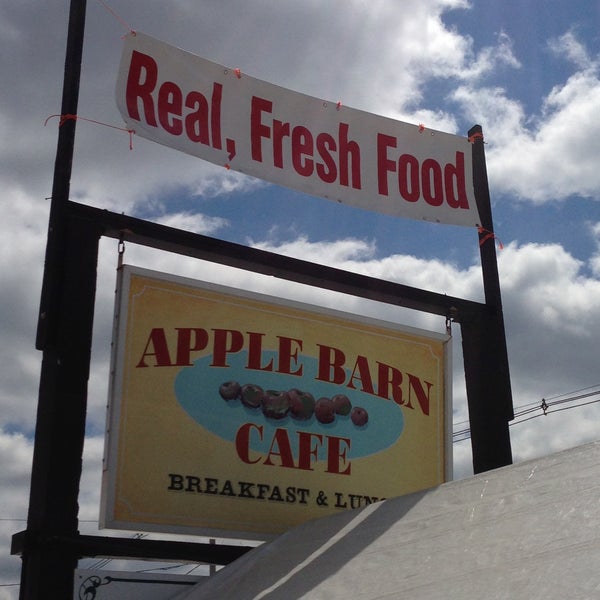 Real, Fresh Food
APPLE BARN
CAFE
BREAKFAST & LUN